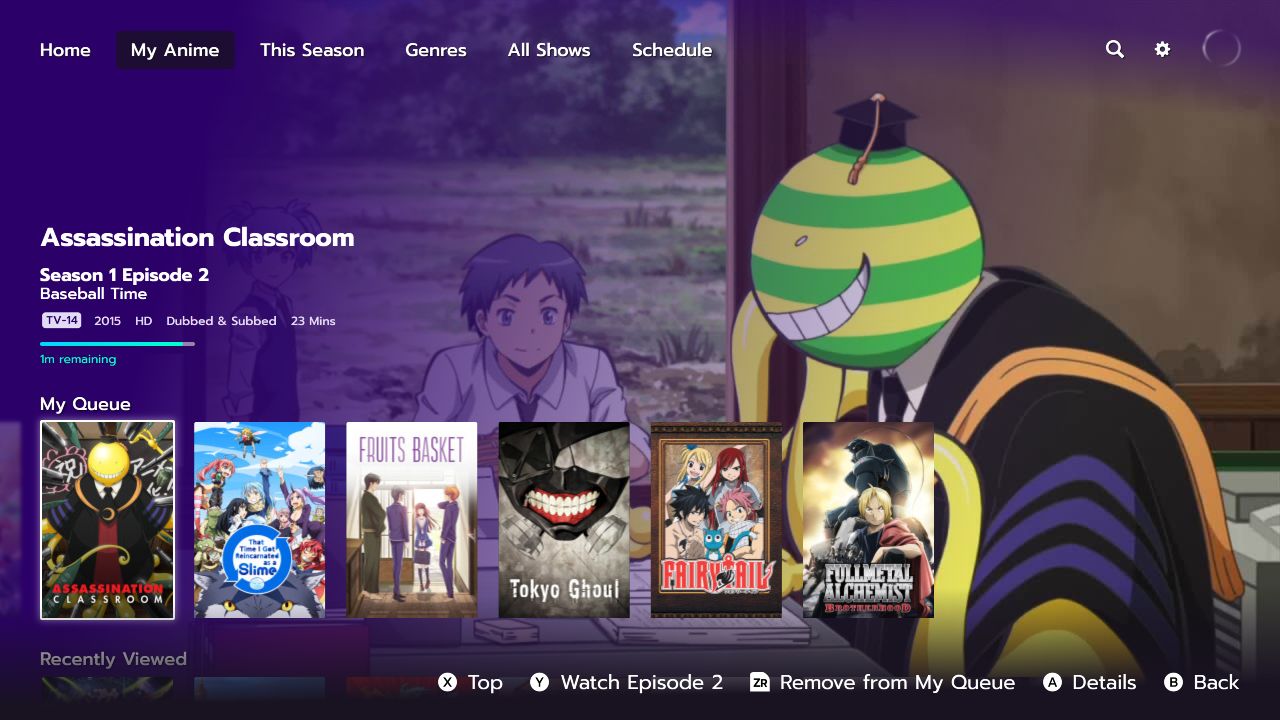 Home My Anime This Season Genres All Shows Schedule
Assassination Classroom
Season 1 Episode 2
Baseball Time
TV-14 2015 HD Dubbed & Subbed 23 Mins
1m remaining
My Queue
ASSASSINATION
CLASSROOM
That
Time I Got
Reincarnated
as a
Slime
FRUITS BASKET
Tokyo Ghoul
FAIRY TAIL
FULLMETAL
ALCHEMIST
BROTHERHOOD
Recently Viewed
X Top Y Watch Episode 2 ZR Remove from My Queue A Details B Back